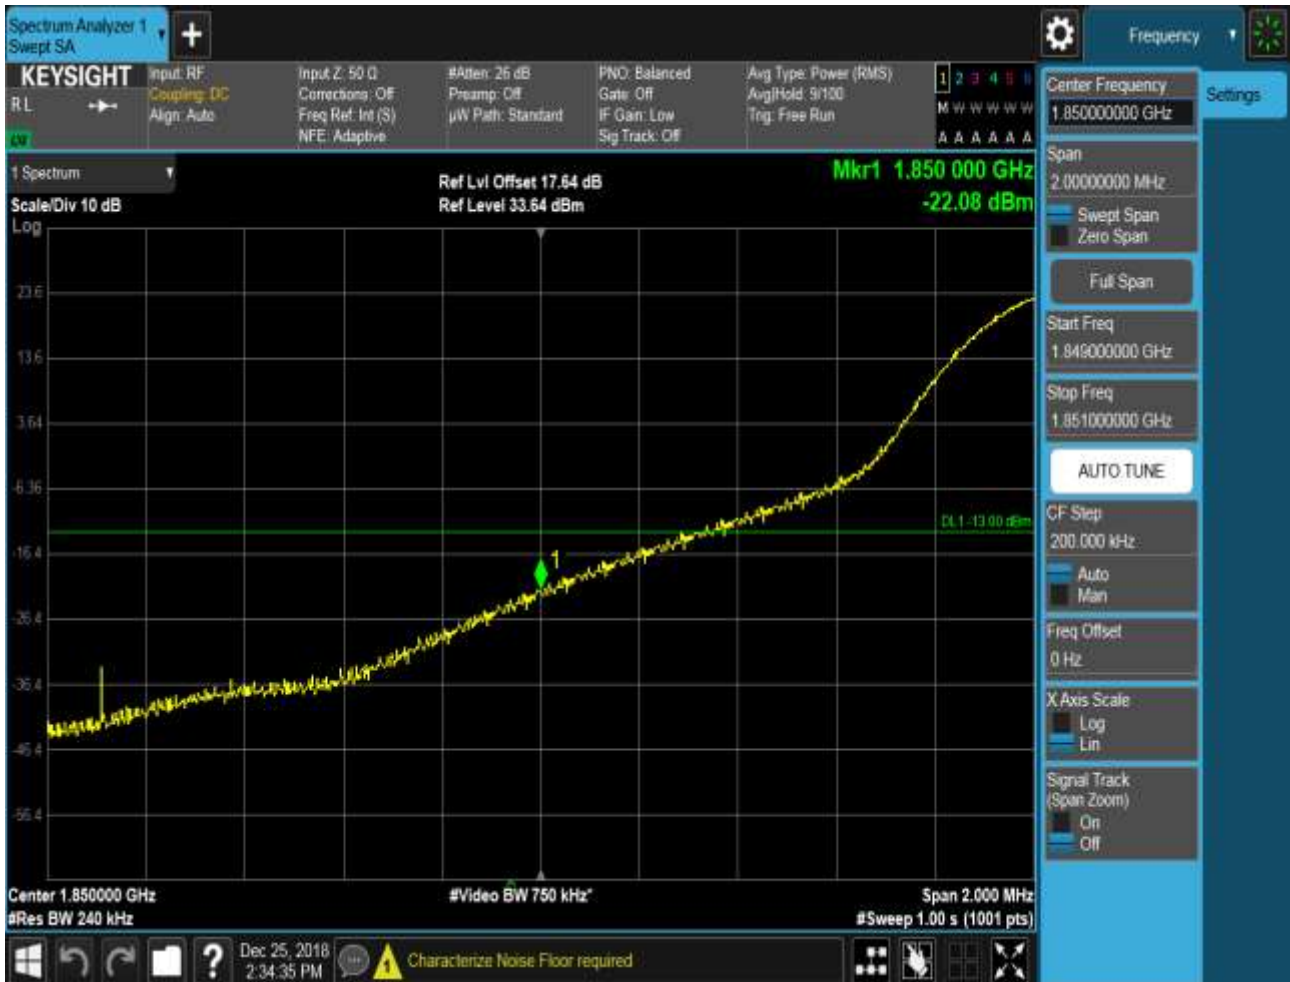 Spectrum Analyzer 1
Swept SA
+
Frequency
KEYSIGHT
R L
Input: RF
Coupling: DC
Align: Auto
Input Z: 50 Ω
Corrections: Off
Freq Ref: Int (S)
NFE: Adaptive
#Atten: 26 dB
Preamp: Off
µW Path: Standard
PNO: Balanced
Gate: Off
IF Gain: Low
Sig Track: Off
Avg Type: Power (RMS)
Avg|Hold: 9/100
Trig: Free Run
1 2 3 4 5 6
M W W W W W
A A A A A A
1 Spectrum
Scale/Div 10 dB
Log
Ref Lvl Offset 17.64 dB
Ref Level 33.64 dBm
Mkr1 1.850 000 GHz
-22.08 dBm
23.6
13.6
3.64
-6.36
-16.4
-26.4
-36.4
-46.4
-56.4
DL1 -13.00 dBm
1
Center 1.850000 GHz
#Res BW 240 kHz
#Video BW 750 kHz*
Span 2.000 MHz
#Sweep 1.00 s (1001 pts)
Center Frequency
1.850000000 GHz
Settings
Span
2.00000000 MHz
Swept Span
Zero Span
Full Span
Start Freq
1.849000000 GHz
Stop Freq
1.851000000 GHz
AUTO TUNE
CF Step
200.000 kHz
Auto
Man
Freq Offset
0 Hz
X Axis Scale
Log
Lin
Signal Track
(Span Zoom)
On
Off
?
Dec 25, 2018
2:34:35 PM
1
Characterize Noise Floor required